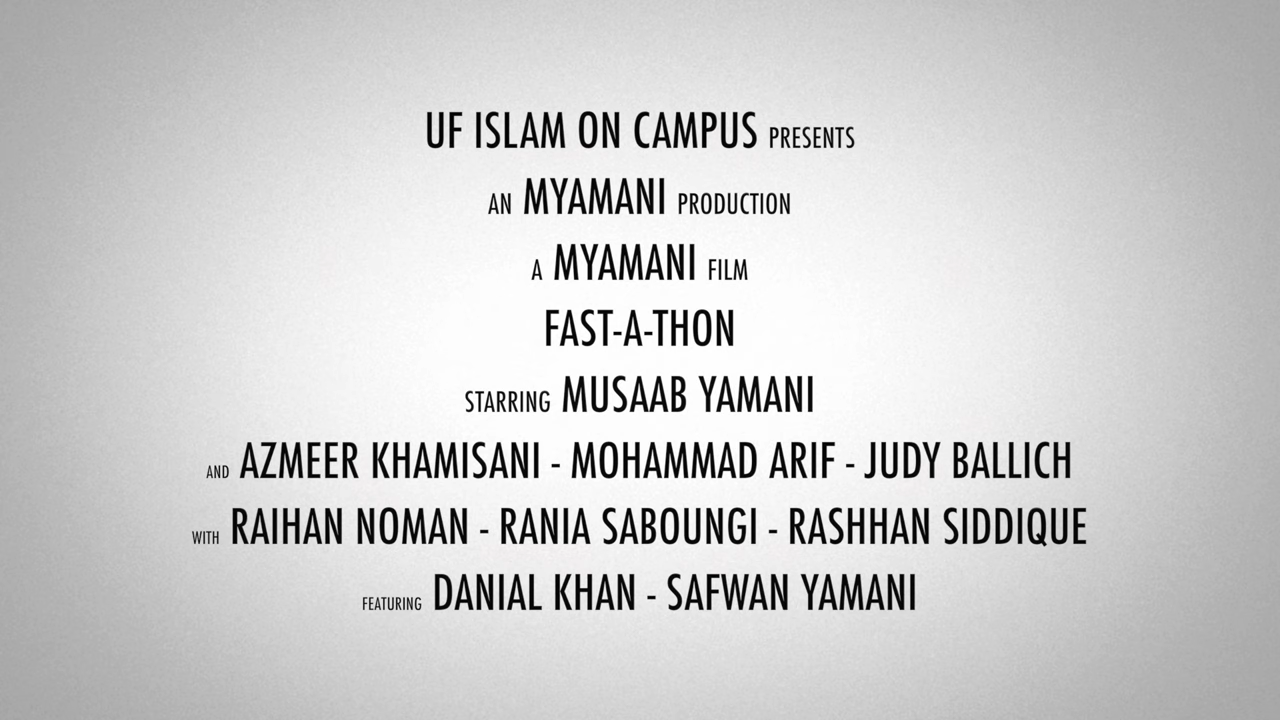 UF ISLAM ON CAMPUS PRESENTS
AN MYAMANI PRODUCTION
A MYAMANI FILM
FAST-A-THON
STARRING MUSAAB YAMANI
AND AZMEER KHAMISANI - MOHAMMAD ARIF - JUDY BALLICH
WITH RAIHAN NOMAN - RANIA SABOUNGI - RASHHAN SIDDIQUE
FEATURING DANIAL KHAN - SAFWAN YAMANI